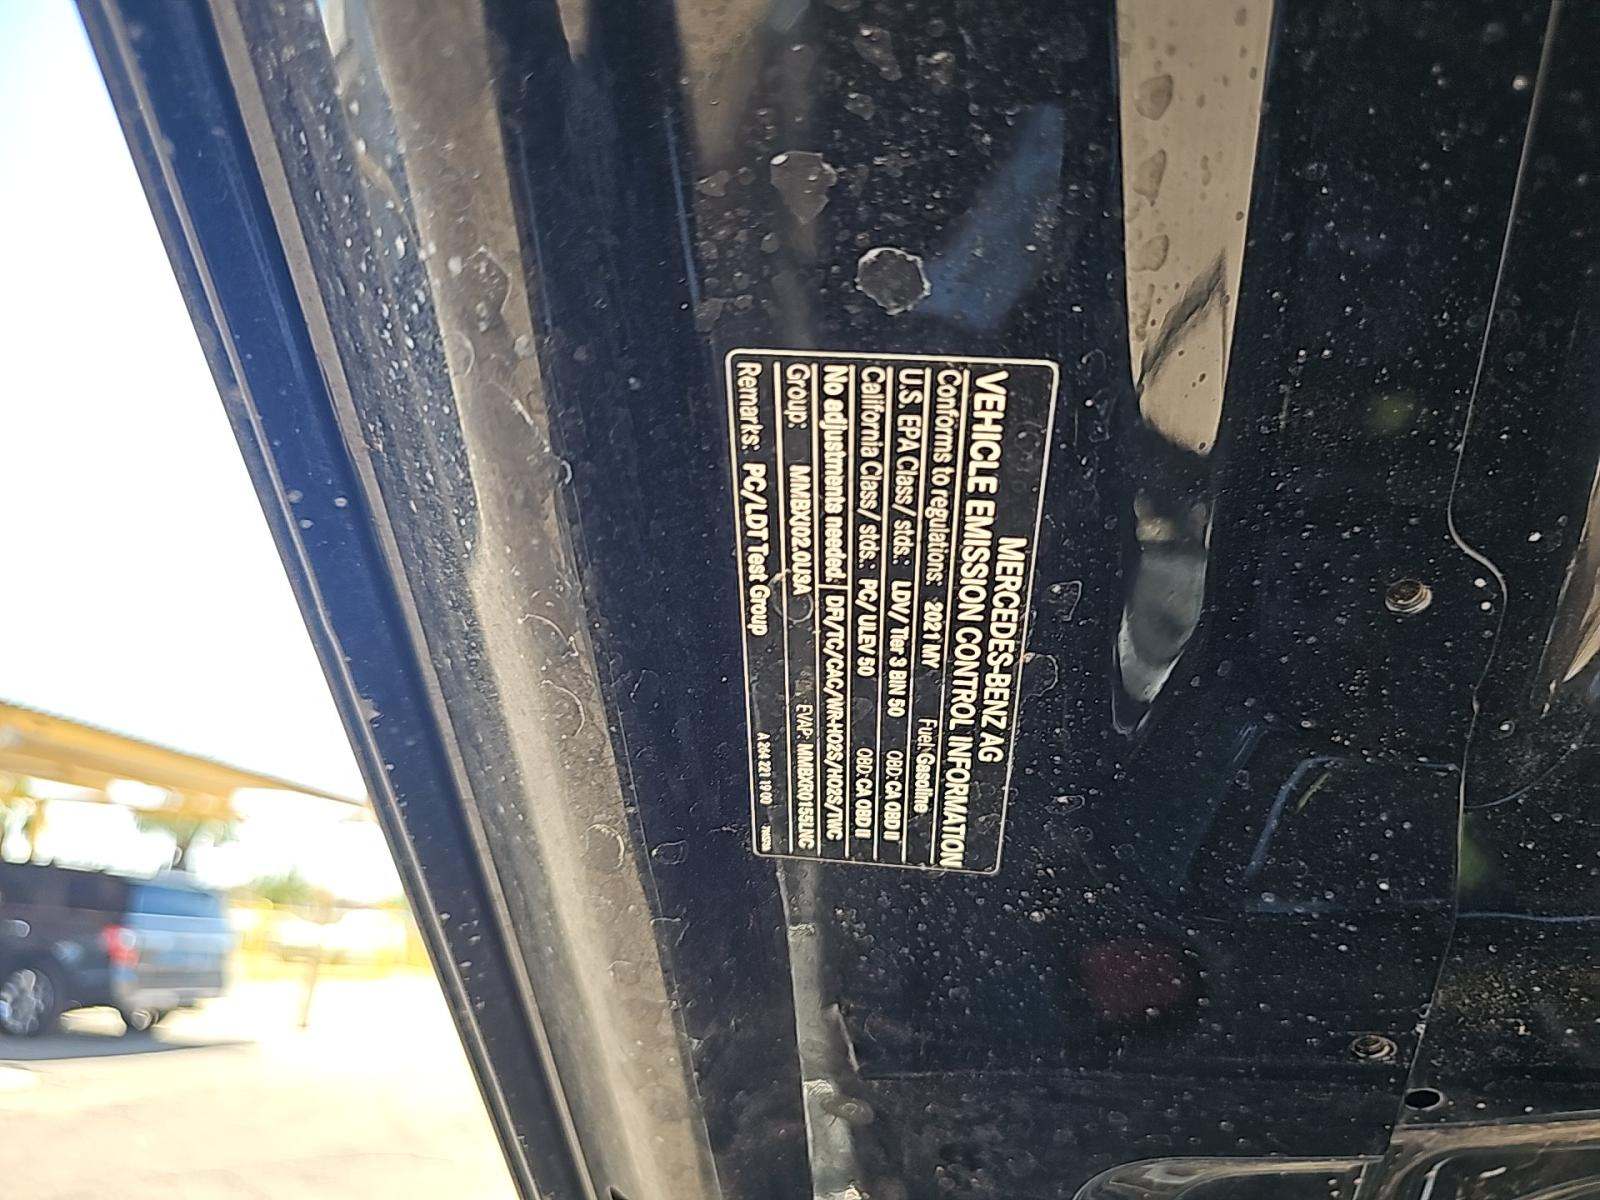 MERCEDES-BENZ AG
VEHICLE EMISSION CONTROL INFORMATION
Conforms to regulations: 2021 MY Fuel: Gasoline
U.S. EPA Class/ stds.: LDV/ Tier 3 BIN 50 OBD: CA OBD II
California Class/ stds.: PC/ ULEV 50 OBD: CA OBD II
No adjustments needed. DFI/TC/CAC/WR-HO2S/HO2S/TWC
Group: MMBXJ02.0U3A EVAP: MMBXR0155LNC
Remarks: PC/LDT Test Group A 264 221 19 00